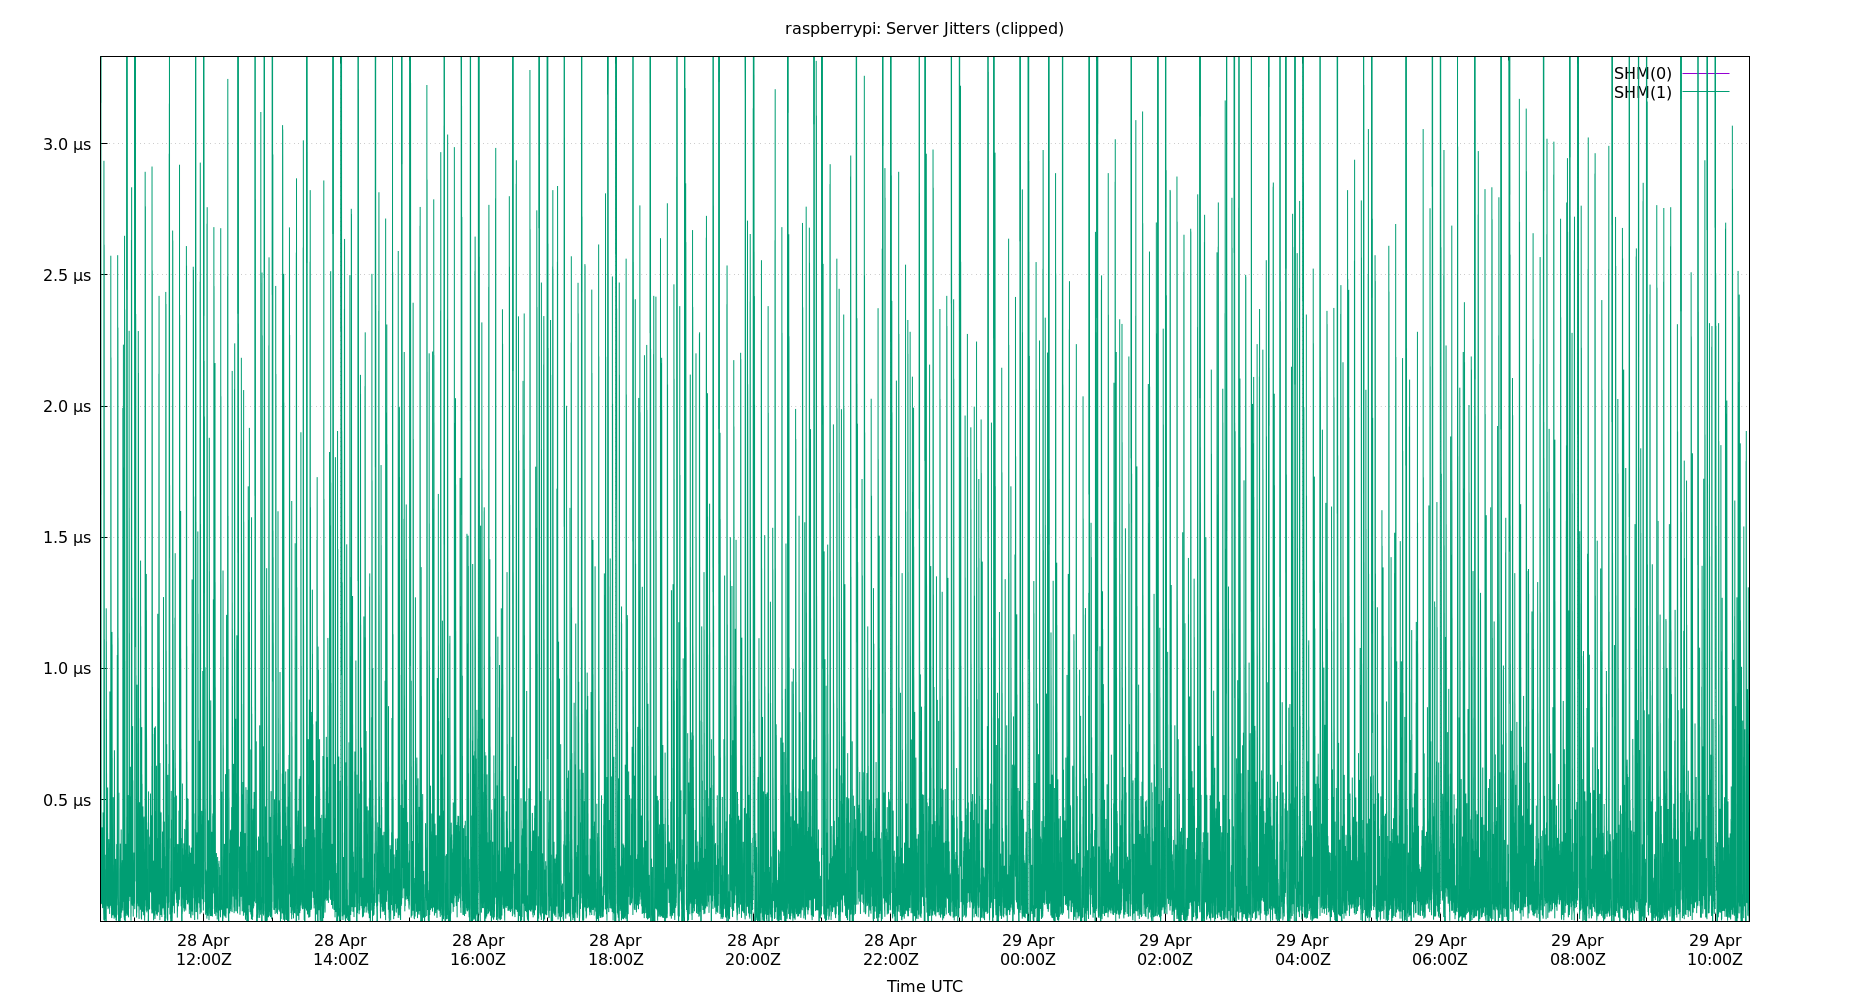 raspberrypi: Server Jitters (clipped)
SHM(0)
SHM(1)
3.0 µs
2.5 µs
2.0 µs
1.5 µs
1.0 µs
0.5 µs
28 Apr 28 Apr 28 Apr 28 Apr 28 Apr 28 Apr 29 Apr 29 Apr 29 Apr 29 Apr 29 Apr 29 Apr
12:00Z 14:00Z 16:00Z 18:00Z 20:00Z 22:00Z 00:00Z 02:00Z 04:00Z 06:00Z 08:00Z 10:00Z
Time UTC